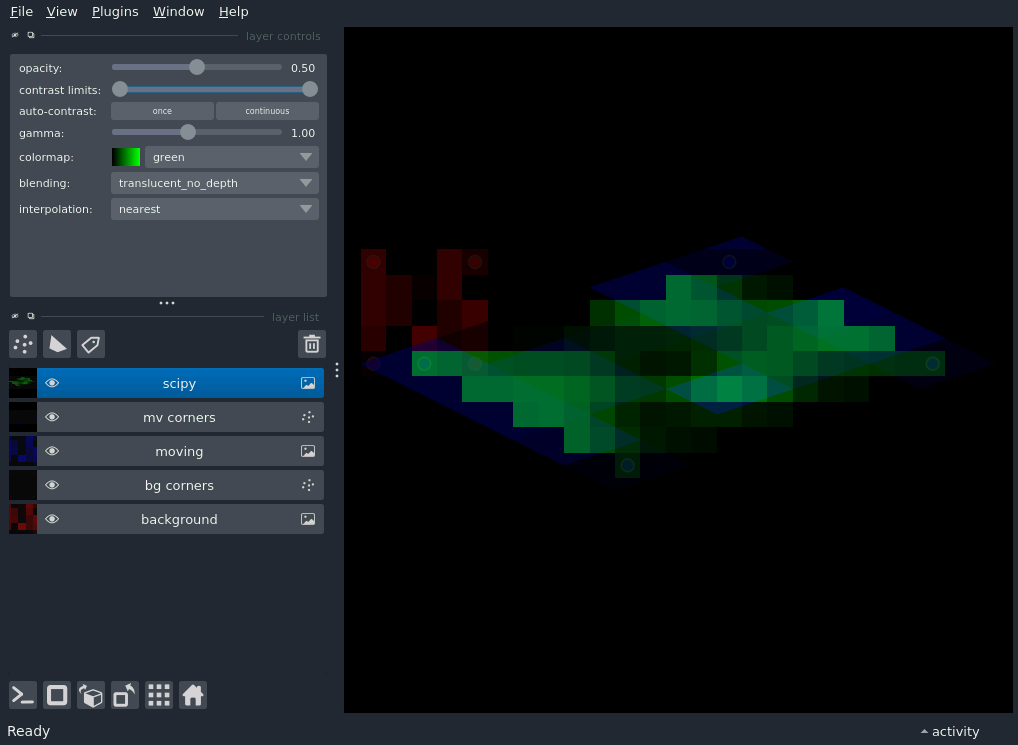 File View Plugins Window Help
layer controls
opacity: 0.50
contrast limits:
auto-contrast: once continuous
gamma: 1.00
colormap: green
blending: translucent_no_depth
interpolation: nearest
layer list
scipy
mv corners
moving
bg corners
background
Ready activity